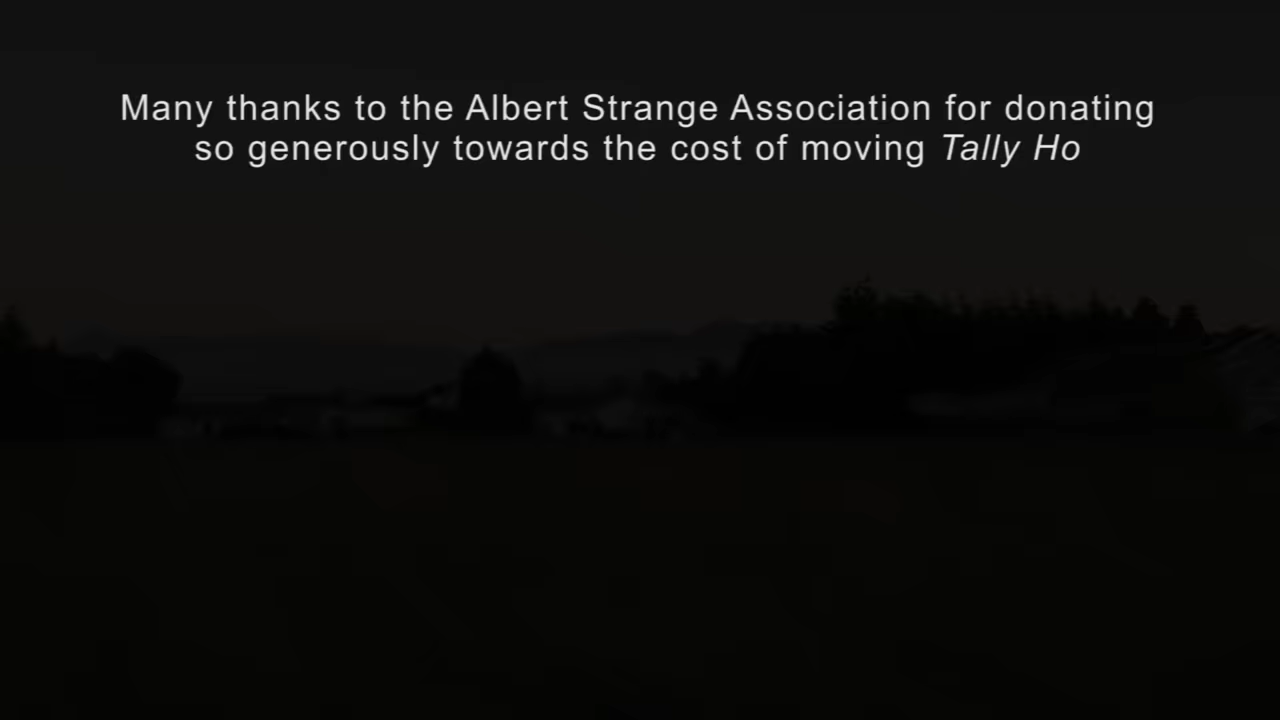 Many thanks to the Albert Strange Association for donating
so generously towards the cost of moving Tally Ho